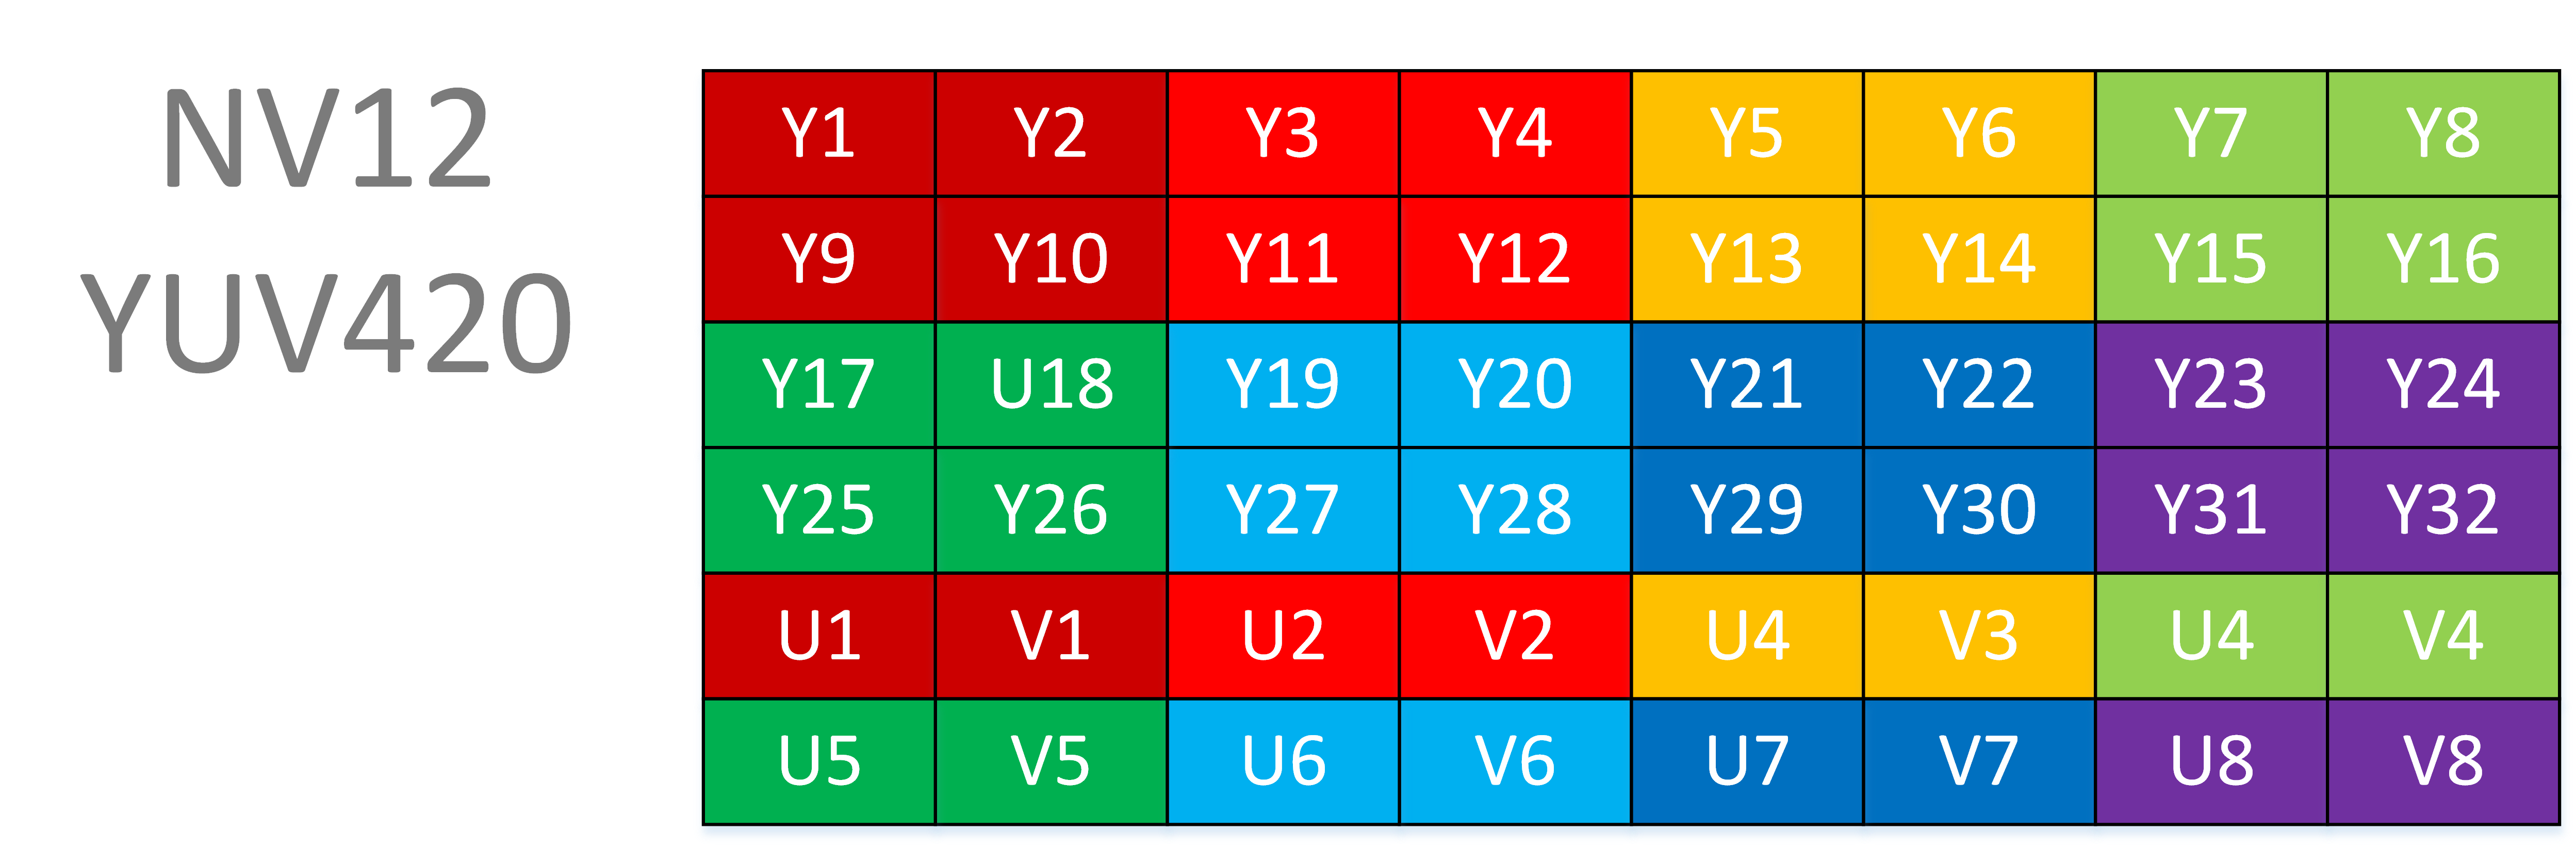 NV12
YUV420
Y1 Y2 Y3 Y4 Y5 Y6 Y7 Y8
Y9 Y10 Y11 Y12 Y13 Y14 Y15 Y16
Y17 U18 Y19 Y20 Y21 Y22 Y23 Y24
Y25 Y26 Y27 Y28 Y29 Y30 Y31 Y32
U1 V1 U2 V2 U4 V3 U4 V4
U5 V5 U6 V6 U7 V7 U8 V8